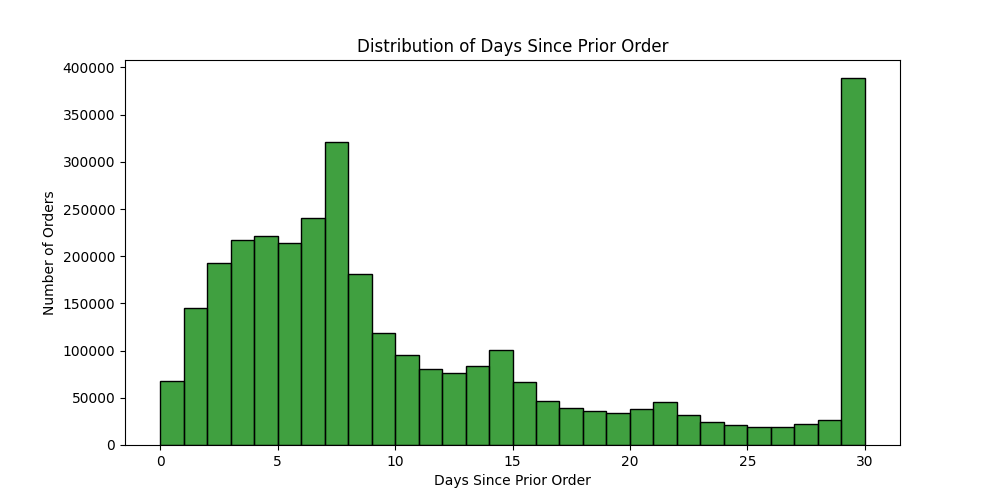 Distribution of Days Since Prior Order
400000
350000
300000
250000
200000
150000
100000
50000
0
Number of Orders
0 5 10 15 20 25 30
Days Since Prior Order